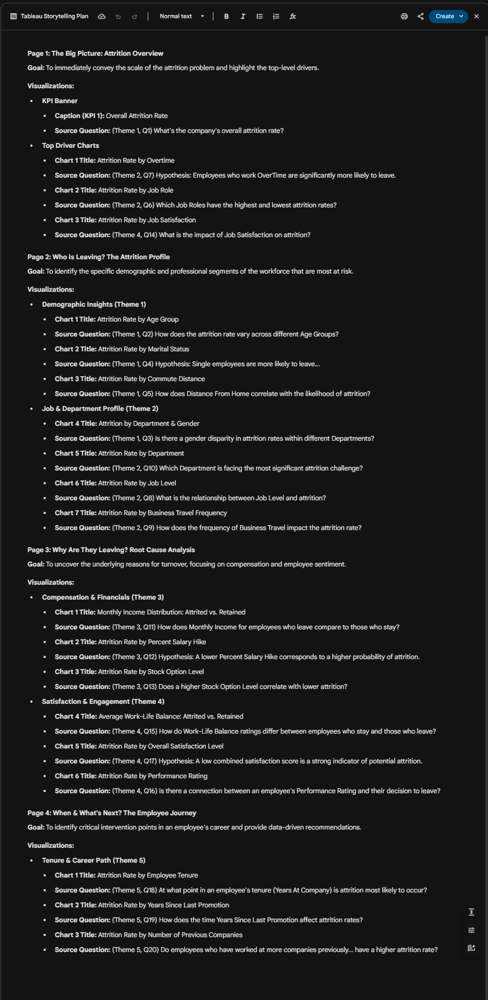 Tableau Storytelling Plan
Normal text
B
I
fx
Create
Page 1: The Big Picture: Attrition Overview
Goal: To immediately convey the scale of the attrition problem and highlight the top-level drivers.
Visualizations:
• KPI Banner
• Caption (KPI 1): Overall Attrition Rate
• Source Question: (Theme 1, Q1) What's the company's overall attrition rate?
• Top Driver Charts
• Chart 1 Title: Attrition Rate by Overtime
• Source Question: (Theme 2, Q7) Hypothesis: Employees who work OverTime are significantly more likely to leave.
• Chart 2 Title: Attrition Rate by Job Role
• Source Question: (Theme 2, Q6) Which Job Roles have the highest and lowest attrition rates?
• Chart 3 Title: Attrition Rate by Job Satisfaction
• Source Question: (Theme 4, Q14) What is the impact of Job Satisfaction on attrition?
Page 2: Who Is Leaving? The Attrition Profile
Goal: To identify the specific demographic and professional segments of the workforce that are most at risk.
Visualizations:
• Demographic Insights (Theme 1)
• Chart 1 Title: Attrition Rate by Age Group
• Source Question: (Theme 1, Q2) How does the attrition rate vary across different Age Groups?
• Chart 2 Title: Attrition Rate by Marital Status
• Source Question: (Theme 1, Q4) Hypothesis: Single employees are more likely to leave...
• Chart 3 Title: Attrition Rate by Commute Distance
• Source Question: (Theme 1, Q5) How does Distance From Home correlate with the likelihood of attrition?
• Job & Department Profile (Theme 2)
• Chart 4 Title: Attrition by Department & Gender
• Source Question: (Theme 1, Q3) Is there a gender disparity in attrition rates within different Departments?
• Chart 5 Title: Attrition Rate by Department
• Source Question: (Theme 2, Q10) Which Department is facing the most significant attrition challenge?
• Chart 6 Title: Attrition Rate by Job Level
• Source Question: (Theme 2, Q8) What is the relationship between Job Level and attrition?
• Chart 7 Title: Attrition Rate by Business Travel Frequency
• Source Question: (Theme 2, Q9) How does the frequency of Business Travel impact the attrition rate?
Page 3: Why Are They Leaving? Root Cause Analysis
Goal: To uncover the underlying reasons for turnover, focusing on compensation and employee sentiment.
Visualizations:
• Compensation & Financials (Theme 3)
• Chart 1 Title: Monthly Income Distribution: Attrited vs. Retained
• Source Question: (Theme 3, Q11) How does Monthly Income for employees who leave compare to those who stay?
• Chart 2 Title: Attrition Rate by Percent Salary Hike
• Source Question: (Theme 3, Q12) Hypothesis: A lower Percent Salary Hike corresponds to a higher probability of attrition.
• Chart 3 Title: Attrition Rate by Stock Option Level
• Source Question: (Theme 3, Q13) Does a higher Stock Option Level correlate with lower attrition?
• Satisfaction & Engagement (Theme 4)
• Chart 4 Title: Average Work-Life Balance: Attrited vs. Retained
• Source Question: (Theme 4, Q15) How do Work-Life Balance ratings differ between employees who stay and those who leave?
• Chart 5 Title: Attrition Rate by Overall Satisfaction Level
• Source Question: (Theme 4, Q17) Hypothesis: A low combined satisfaction score is a strong indicator of potential attrition.
• Chart 6 Title: Attrition Rate by Performance Rating
• Source Question: (Theme 4, Q16) Is there a connection between an employee's Performance Rating and their decision to leave?
Page 4: When & What's Next? The Employee Journey
Goal: To identify critical intervention points in an employee's career and provide data-driven recommendations.
Visualizations:
• Tenure & Career Path (Theme 5)
• Chart 1 Title: Attrition Rate by Employee Tenure
• Source Question: (Theme 5, Q18) At what point in an employee's tenure (Years At Company) is attrition most likely to occur?
• Chart 2 Title: Attrition Rate by Years Since Last Promotion
• Source Question: (Theme 5, Q19) How does the time Years Since Last Promotion affect attrition rates?
• Chart 3 Title: Attrition Rate by Number of Previous Companies
• Source Question: (Theme 5, Q20) Do employees who have worked at more companies previously... have a higher attrition rate?